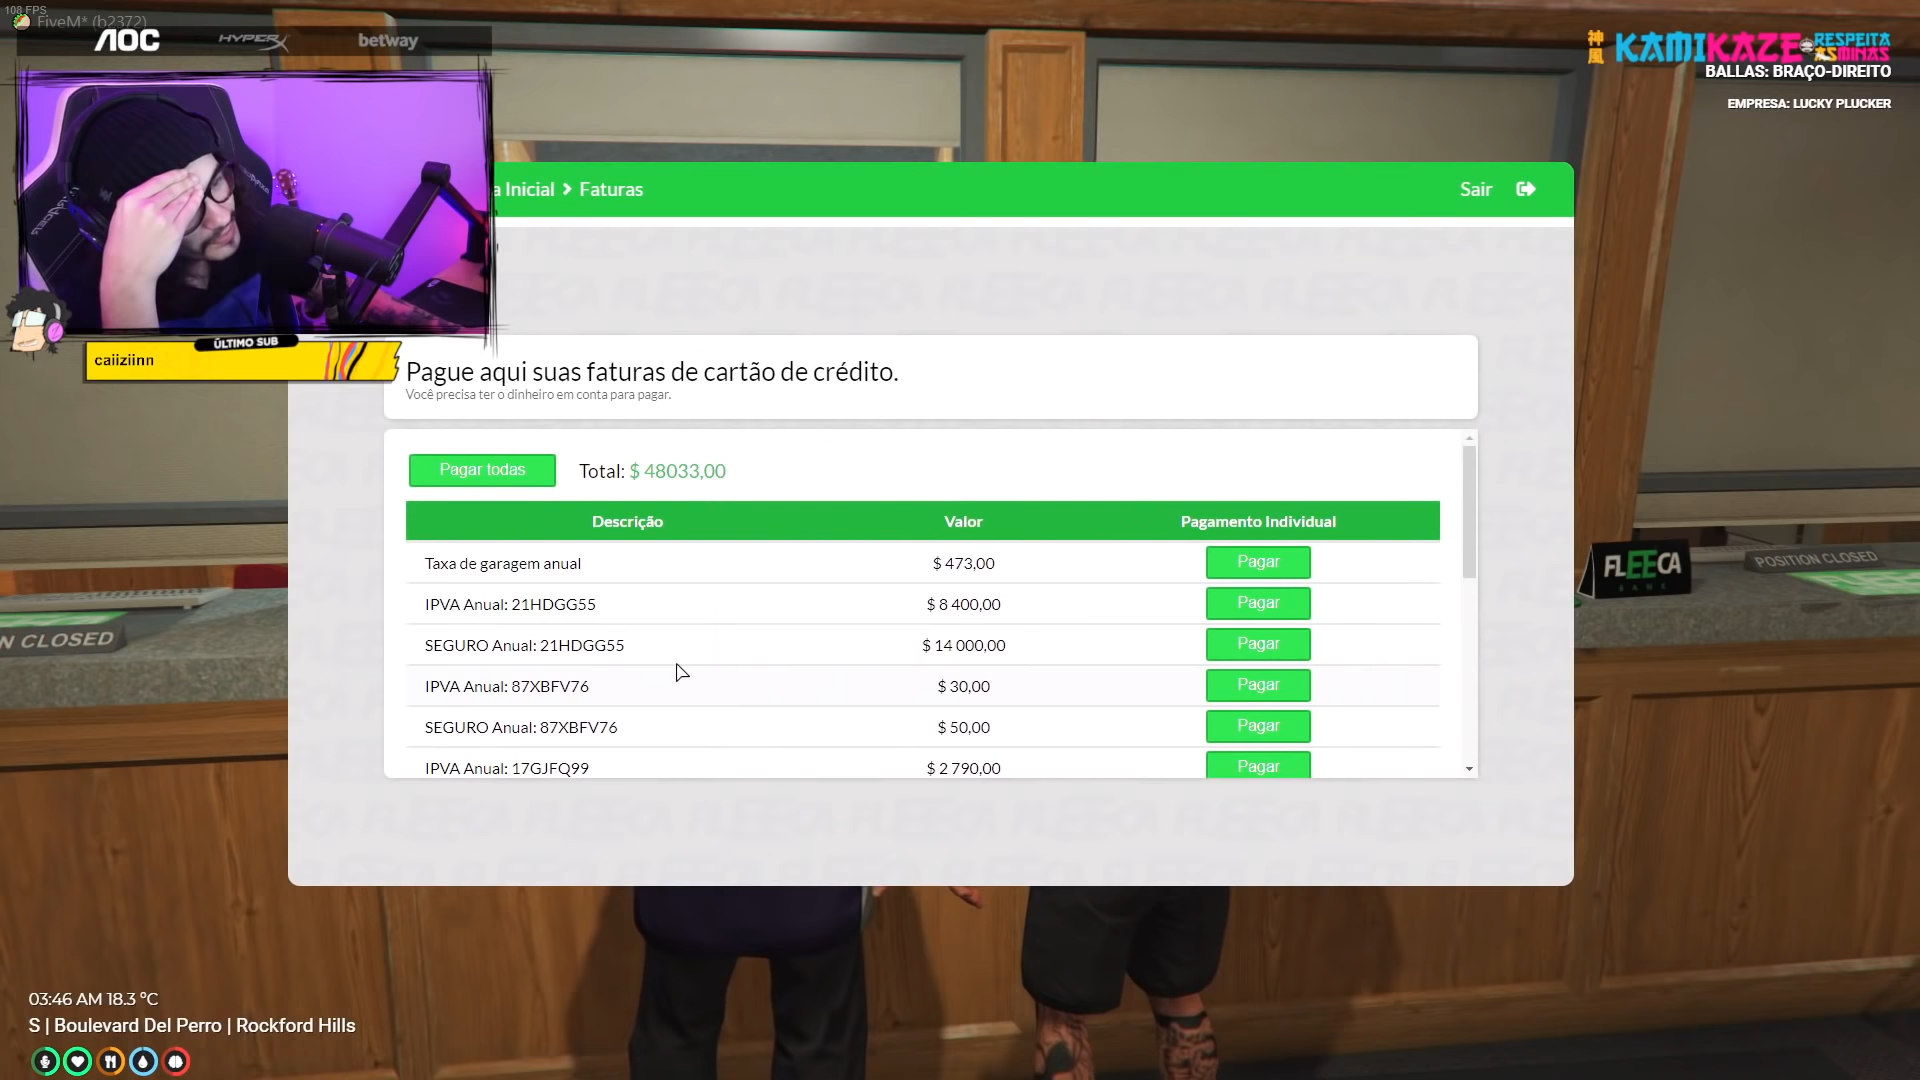 108 FPS
FiveM* (b2372)
AOC
HYPERX
betway
神風 KAMIKAZE RESPEITA AS MINAS
BALLAS: BRAÇO-DIREITO
EMPRESA: LUCKY PLUCKER
a Inicial > Faturas
Sair
ÚLTIMO SUB
caiiziinn
Pague aqui suas faturas de cartão de crédito.
Você precisa ter o dinheiro em conta para pagar.
Pagar todas
Total: $ 48033,00
Descrição Valor Pagamento Individual
Taxa de garagem anual $ 473,00 Pagar
IPVA Anual: 21HDGG55 $ 8 400,00 Pagar
SEGURO Anual: 21HDGG55 $ 14 000,00 Pagar
IPVA Anual: 87XBFV76 $ 30,00 Pagar
SEGURO Anual: 87XBFV76 $ 50,00 Pagar
IPVA Anual: 17GJFQ99 $ 2 790,00 Pagar
FLEECA
BANK
POSITION CLOSED
N CLOSED
03:46 AM 18.3 ºC
S | Boulevard Del Perro | Rockford Hills